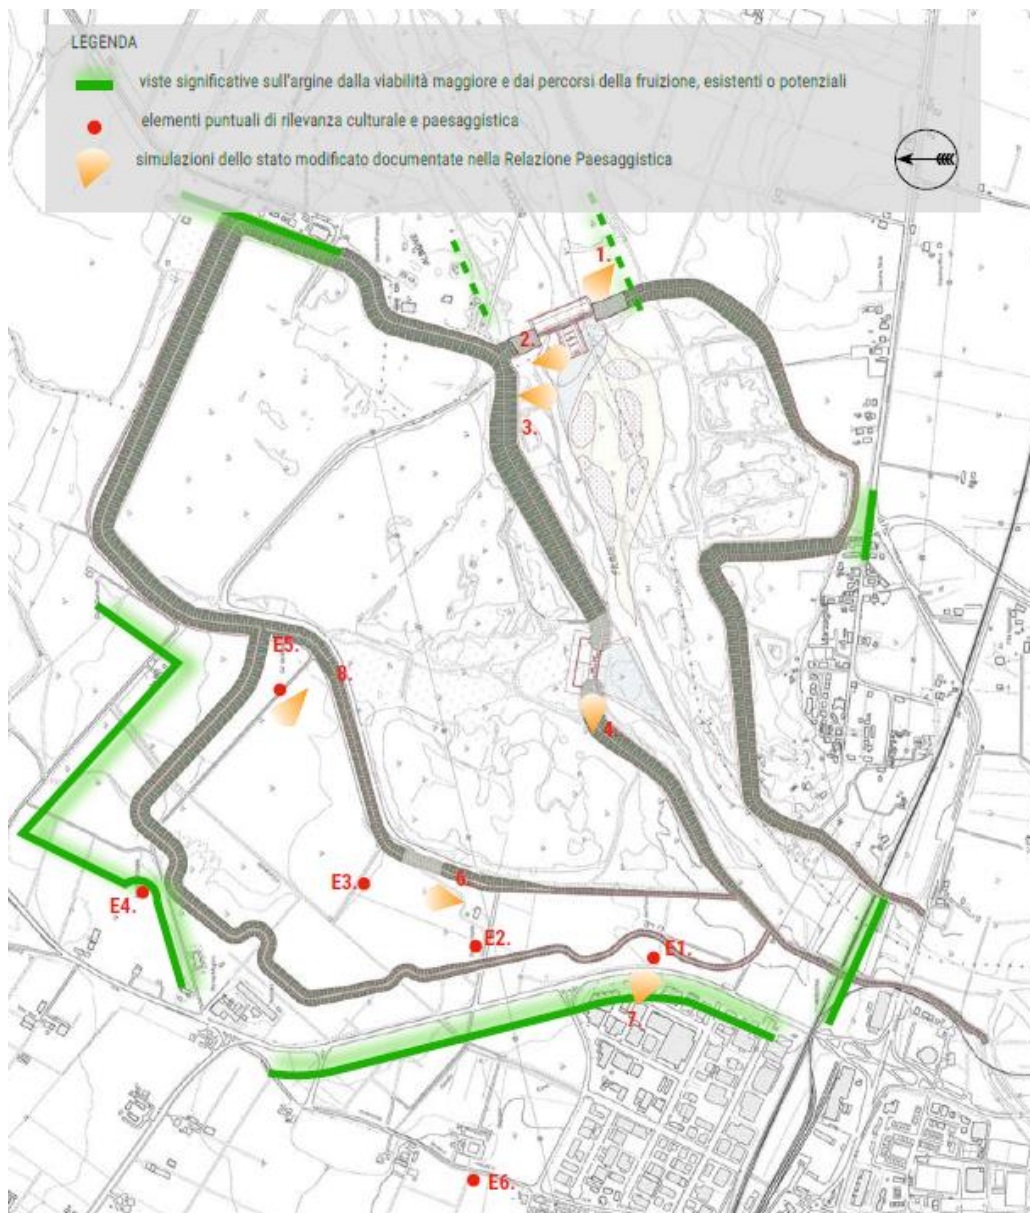 LEGENDA
viste significative sull'argine dalla viabilità maggiore e dai percorsi della fruizione, esistenti o potenziali
elementi puntuali di rilevanza culturale e paesaggistica
simulazioni dello stato modificato documentate nella Relazione Paesaggistica
1.
2.
3.
E5.
8.
4.
E3.
6.
E4.
E2.
E1.
7.
E6.